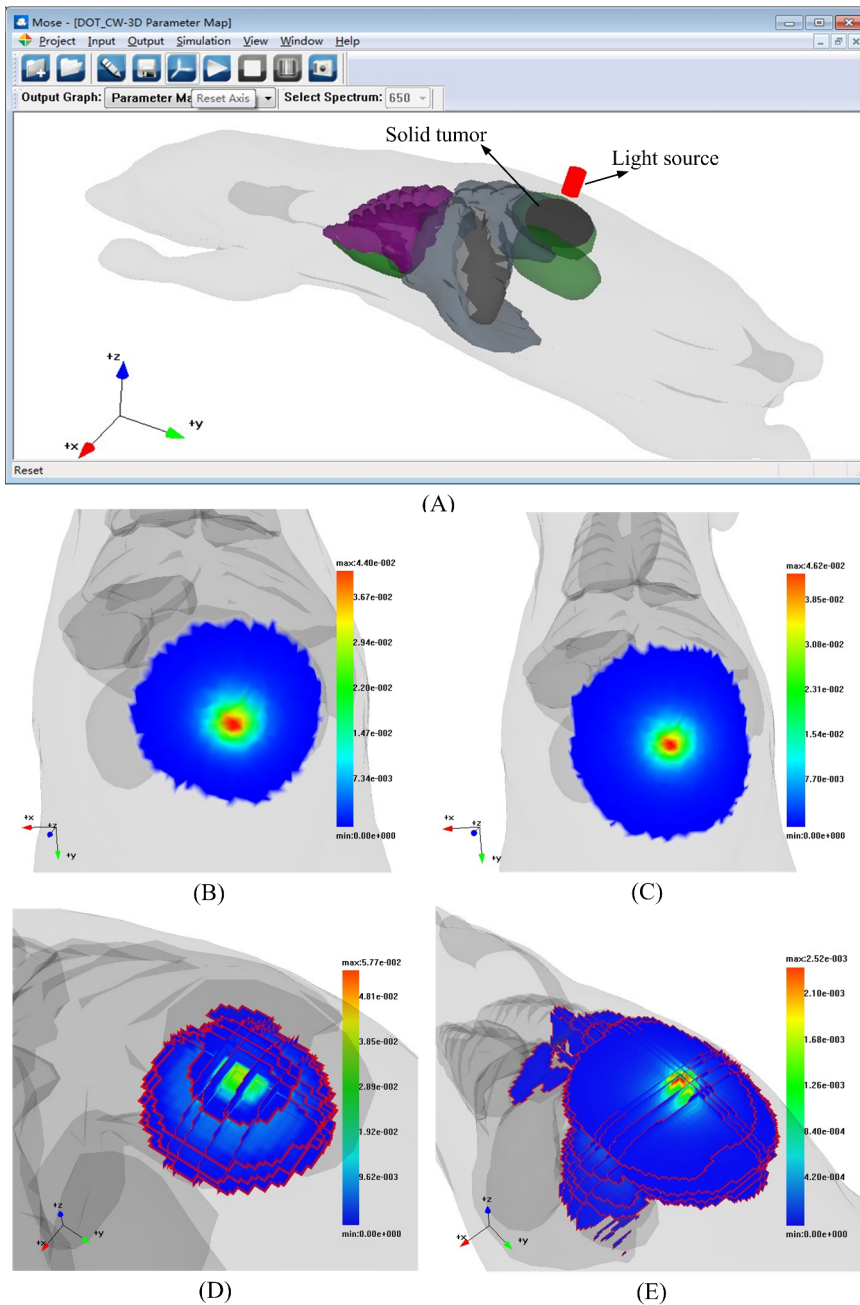 Mose - [DOT_CW-3D Parameter Map]
Project Input Output Simulation View Window Help
Output Graph: Parameter Ma Reset Axis Select Spectrum: 650
Solid tumor
Light source
+z
+x
+y
Reset
(A)
max:4.40e-002
3.67e-002
2.94e-002
2.20e-002
1.47e-002
7.34e-003
min:0.00e+000
+x
+z
+y
(B)
max:4.62e-002
3.85e-002
3.08e-002
2.31e-002
1.54e-002
7.70e-003
min:0.00e+000
+x
+z
+y
(C)
max:5.77e-002
4.81e-002
3.85e-002
2.89e-002
1.92e-002
9.62e-003
min:0.00e+000
+z
+x
+y
(D)
max:2.52e-003
2.10e-003
1.68e-003
1.26e-003
8.40e-004
4.20e-004
min:0.00e+000
+z
+x
+y
(E)